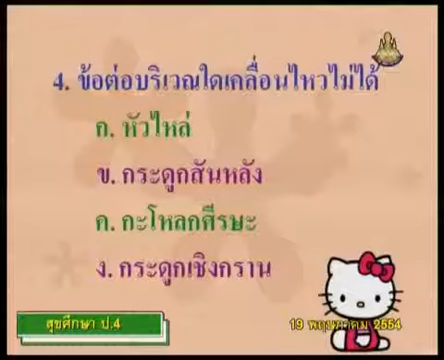 4. ข้อต่อบริเวณใดเคลื่อนไหวไม่ได้
ก. หัวไหล่
ข. กระดูกสันหลัง
ค. กะโหลกศีรษะ
ง. กระดูกเชิงกราน
สุขศึกษา ป.4
19 พฤษภาคม 2554